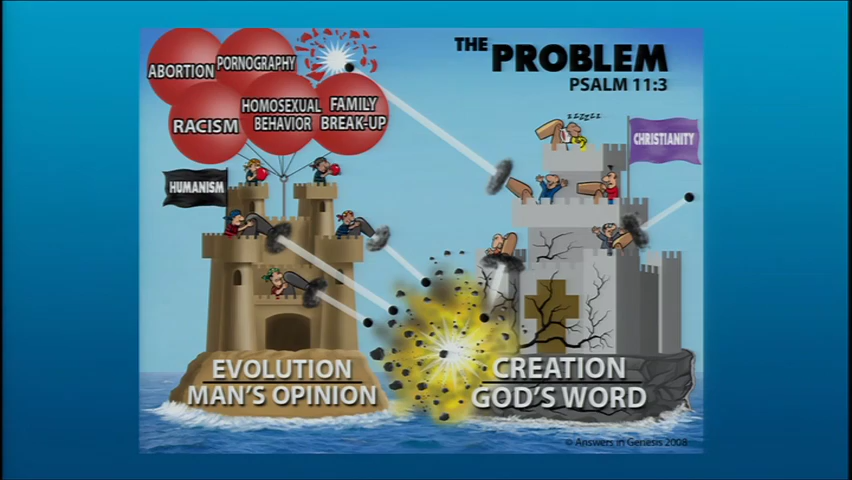 THE PROBLEM
PSALM 11:3
ABORTION
PORNOGRAPHY
RACISM
HOMOSEXUAL
BEHAVIOR
FAMILY
BREAK-UP
HUMANISM
zzzzzz
CHRISTIANITY
EVOLUTION
MAN'S OPINION
CREATION
GOD'S WORD
© Answers in Genesis 2008